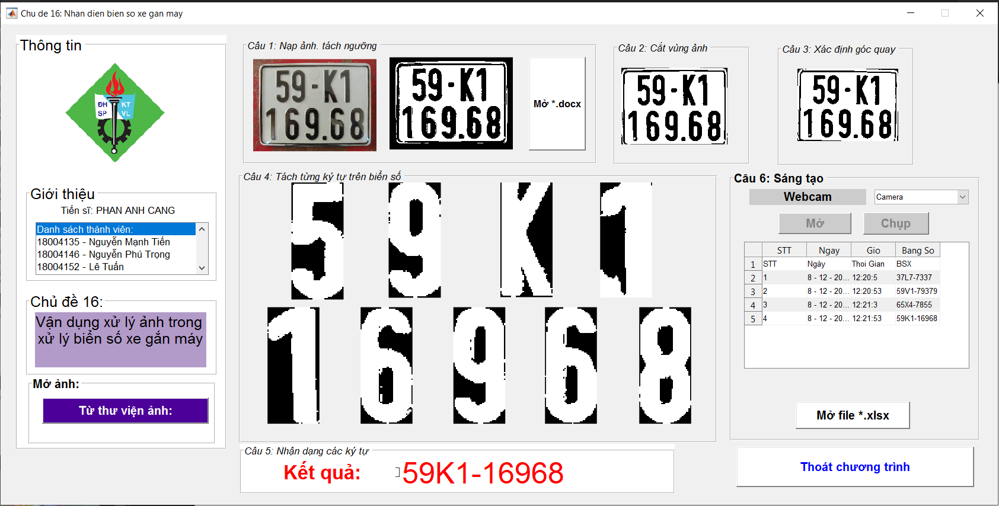 Chu de 16: Nhan dien bien so xe gan may
Thông tin
ĐH KT
SP VL
Giới thiệu
Tiến sĩ: PHAN ANH CANG
Danh sách thành viên:
18004135 - Nguyễn Mạnh Tiến
18004146 - Nguyễn Phú Trọng
18004152 - Lê Tuấn
Chủ đề 16:
Vận dụng xử lý ảnh trong
xử lý biển số xe gắn máy
Mở ảnh:
Từ thư viện ảnh:
Câu 1: Nạp ảnh. tách ngưỡng
59-K1
169.68
59-K1
169.68
Mở *.docx
Câu 2: Cắt vùng ảnh
59-K1
169.68
Câu 3: Xác định góc quay
59-K1
169.68
Câu 4: Tách từng ký tự trên biển số
5 9 K 1
1 6 9 6 8
Câu 5: Nhận dạng các ký tự
Kết quả: 59K1-16968
Câu 6: Sáng tạo
Webcam Camera
Mở Chụp
STT Ngay Gio Bang So
1 STT Ngày Thoi Gian BSX
2 1 8 - 12 - 20... 12:20:5 37L7-7337
3 2 8 - 12 - 20... 12:20:53 59V1-79379
4 3 8 - 12 - 20... 12:21:3 65X4-7855
5 4 8 - 12 - 20... 12:21:53 59K1-16968
Mở file *.xlsx
Thoát chương trình